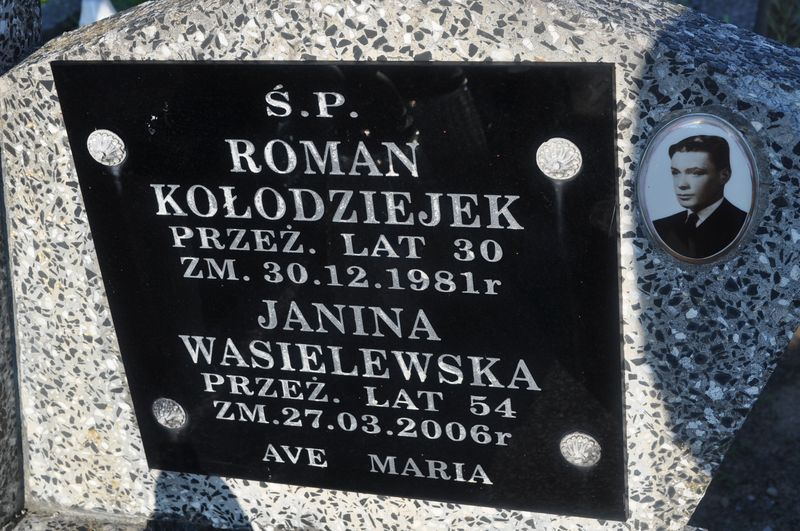 Ś.P.
ROMAN
KOŁODZIEJEK
PRZEŻ. LAT 30
ZM. 30.12.1981r
JANINA
WASIELEWSKA
PRZEŻ. LAT 54
ZM.27.03.2006r
AVE MARIA